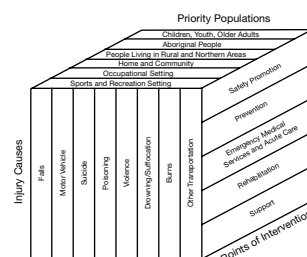 Priority Populations
Children, Youth, Older Adults
Aboriginal People
People Living in Rural and Northern Areas
Home and Community
Occupational Setting
Sports and Recreation Setting
Injury Causes
Falls
Motor Vehicle
Suicide
Poisoning
Violence
Drowning/Suffocation
Burns
Other Transportation
Safety Promotion
Prevention
Emergency Medical
Services and Acute Care
Rehabilitation
Support
Points of